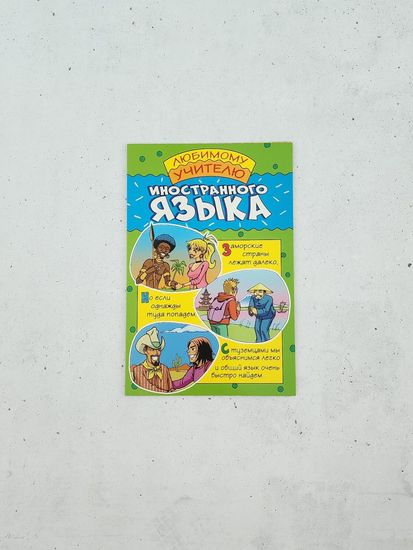 ЛЮБИМОМУ
УЧИТЕЛЮ
ИНОСТРАННОГО
ЯЗЫКА
Заморские
страны
лежат далеко,
Но если
однажды
туда попадем,
С туземцами мы
объяснимся легко
и общий язык очень
быстро найдем